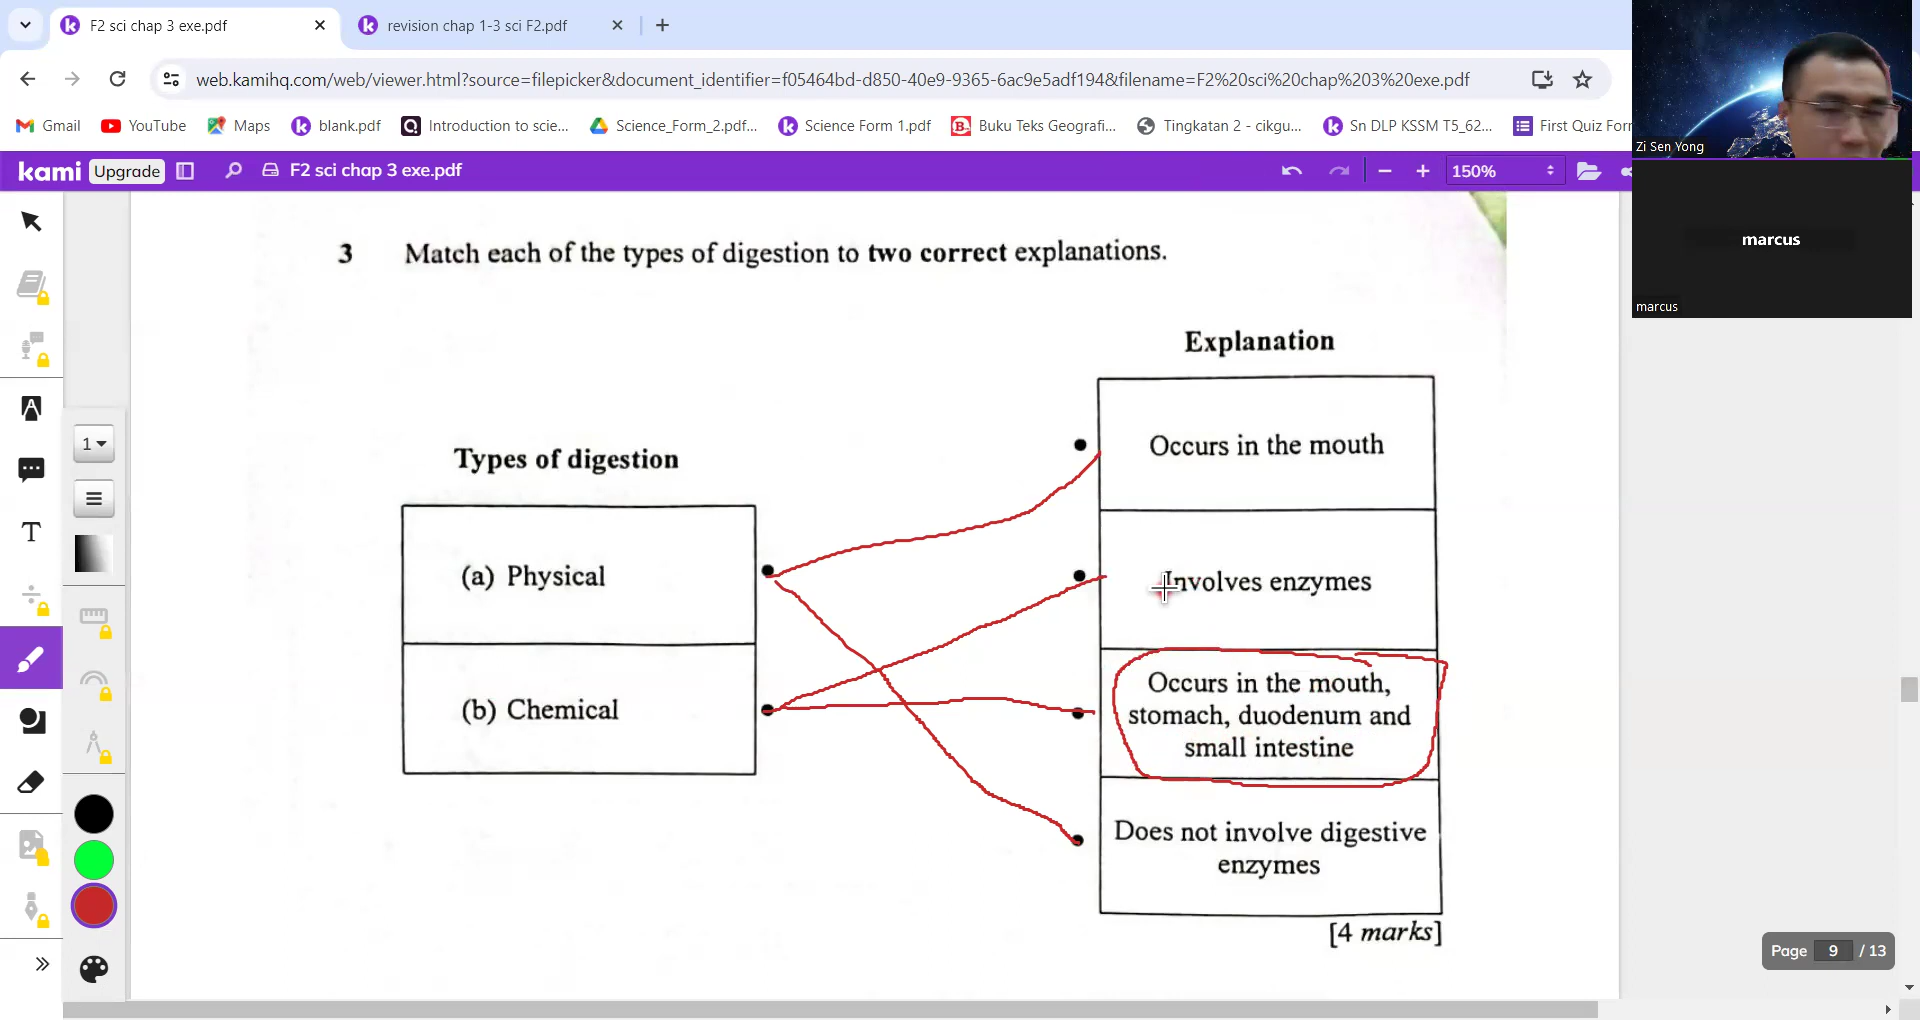 F2 sci chap 3 exe.pdf
revision chap 1-3 sci F2.pdf
web.kamihq.com/web/viewer.html?source=filepicker&document_identifier=f05464bd-d850-40e9-9365-6ac9e5adf194&filename=F2%20sci%20chap%203%20exe.pdf
Gmail YouTube Maps blank.pdf Introduction to scie... Science_Form_2.pdf... Science Form 1.pdf Buku Teks Geografi... Tingkatan 2 - cikgu... Sn DLP KSSM T5_62... First Quiz For
Zi Sen Yong
kami Upgrade F2 sci chap 3 exe.pdf 150%
marcus
marcus
3 Match each of the types of digestion to two correct explanations.
Explanation
Types of digestion
Occurs in the mouth
(a) Physical
Involves enzymes
(b) Chemical
Occurs in the mouth,
stomach, duodenum and
small intestine
Does not involve digestive
enzymes
[4 marks]
1
T
Page 9 / 13